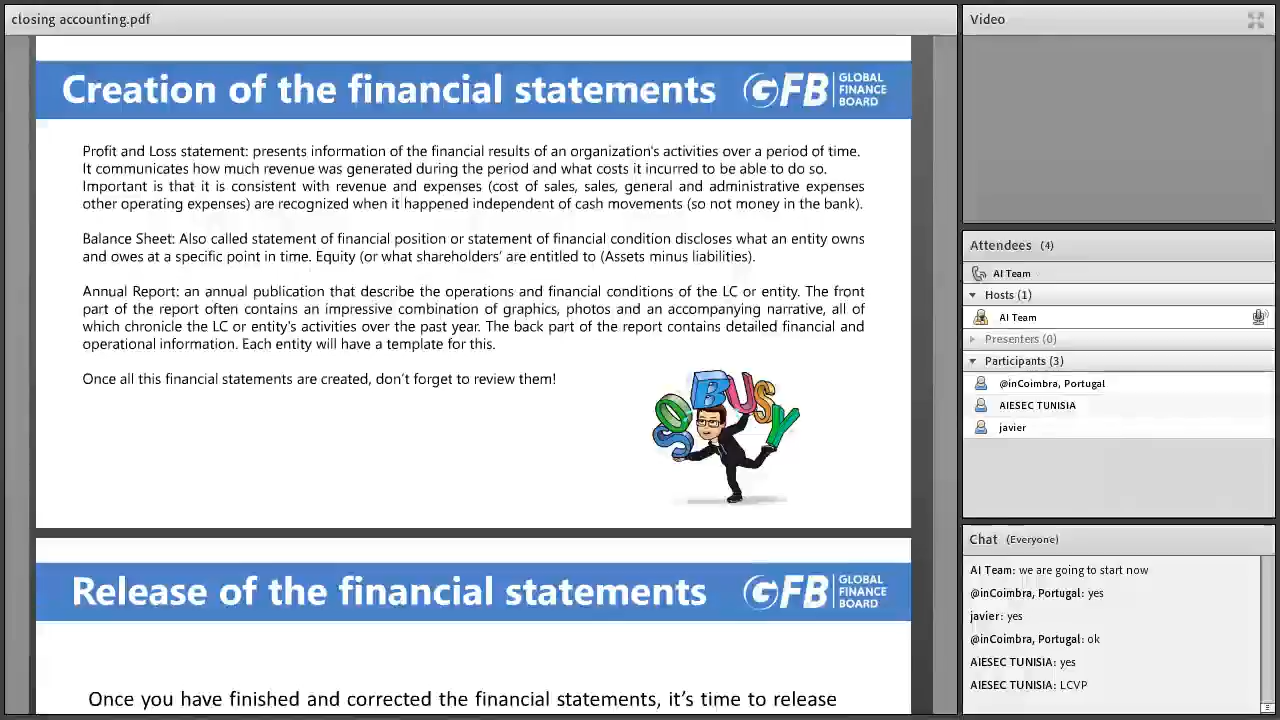 closing accounting.pdf
Creation of the financial statements
GFB
GLOBAL
FINANCE
BOARD
Profit and Loss statement: presents information of the financial results of an organization's activities over a period of time.
It communicates how much revenue was generated during the period and what costs it incurred to be able to do so.
Important is that it is consistent with revenue and expenses (cost of sales, sales, general and administrative expenses
other operating expenses) are recognized when it happened independent of cash movements (so not money in the bank).
Balance Sheet: Also called statement of financial position or statement of financial condition discloses what an entity owns
and owes at a specific point in time. Equity (or what shareholders’ are entitled to (Assets minus liabilities).
Annual Report: an annual publication that describe the operations and financial conditions of the LC or entity. The front
part of the report often contains an impressive combination of graphics, photos and an accompanying narrative, all of
which chronicle the LC or entity's activities over the past year. The back part of the report contains detailed financial and
operational information. Each entity will have a template for this.
Once all this financial statements are created, don’t forget to review them!
SO BUSY
Release of the financial statements
GFB
GLOBAL
FINANCE
BOARD
Once you have finished and corrected the financial statements, it’s time to release
Video
Attendees (4)
AI Team
Hosts (1)
AI Team
Presenters (0)
Participants (3)
@inCoimbra, Portugal
AIESEC TUNISIA
javier
Chat (Everyone)
AI Team: we are going to start now
@inCoimbra, Portugal: yes
javier: yes
@inCoimbra, Portugal: ok
AIESEC TUNISIA: yes
AIESEC TUNISIA: LCVP